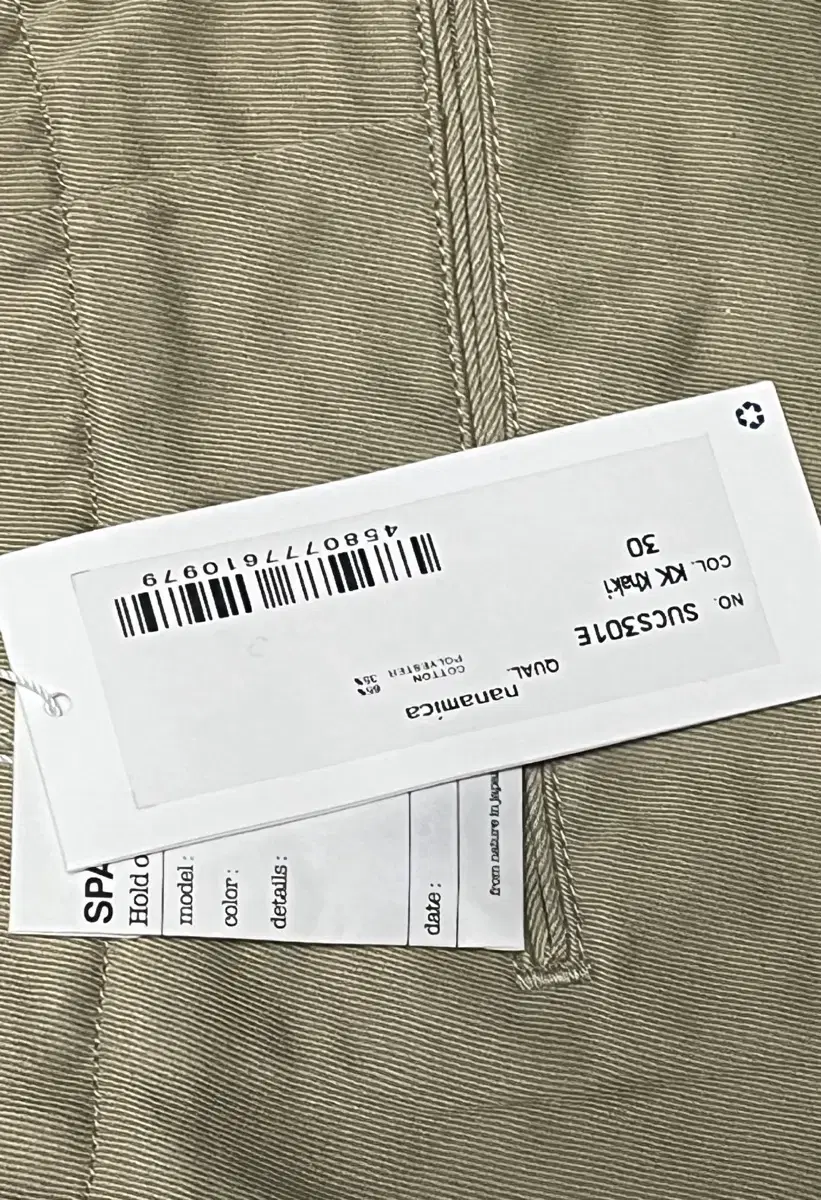 nanamica
QUAL.
COTTON 65%
POLYESTER 35%
NO. SUCS301E
COL. KK Khaki
30
4580777610979
SPA
Hold o
model :
color :
details :
date :
from nature in japa